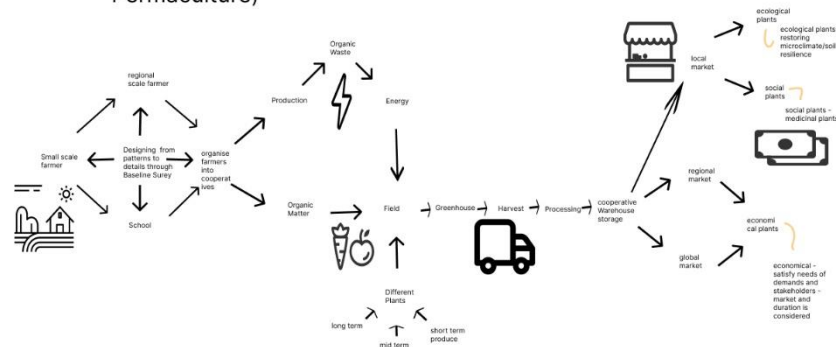 Permaculture)
regional
scale farmer
Small scale
farmer
Designing from
patterns to
details through
Baseline Surey
School
organise
farmers
into
cooperat
ives
Production
Organic
Waste
Energy
Organic
Matter
Field
Different
Plants
long term
mid term
short term
produce
Greenhouse
Harvest
Processing
cooperative
Warehouse
storage
local
market
ecological
plants
ecological plants
restoring
microclimate/soil
resilience
social
plants
social plants -
medicinal plants
regional
market
global
market
economi
cal plants
economical -
satisfy needs of
demands and
stakeholders -
market and
duration is
considered